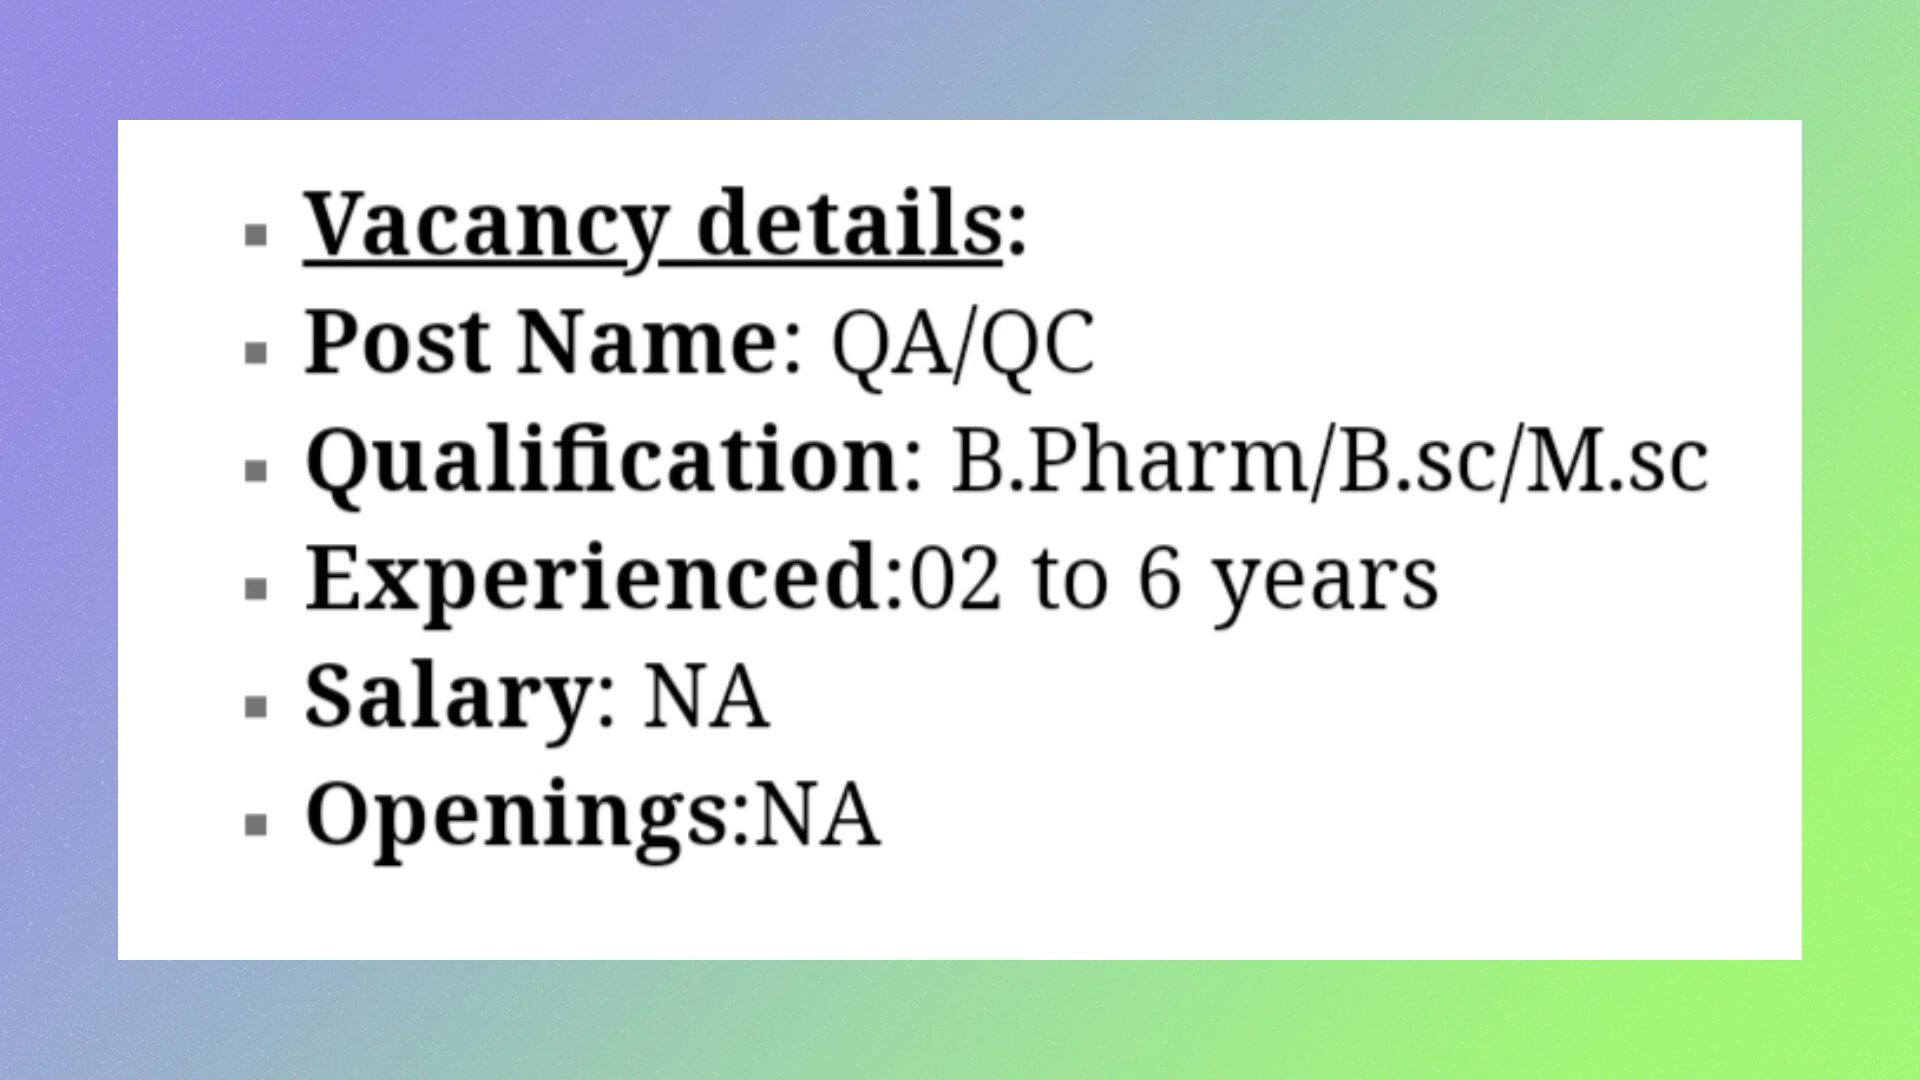 ▪ Vacancy details:
▪ Post Name: QA/QC
▪ Qualification: B.Pharm/B.sc/M.sc
▪ Experienced:02 to 6 years
▪ Salary: NA
▪ Openings:NA